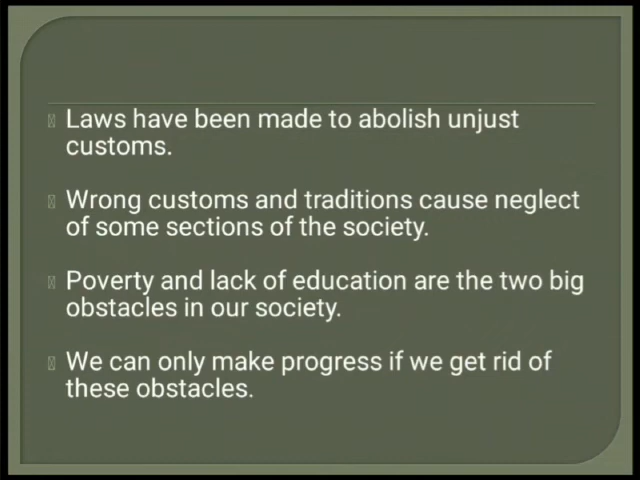 Laws have been made to abolish unjust
customs.
Wrong customs and traditions cause neglect
of some sections of the society.
Poverty and lack of education are the two big
obstacles in our society.
We can only make progress if we get rid of
these obstacles.